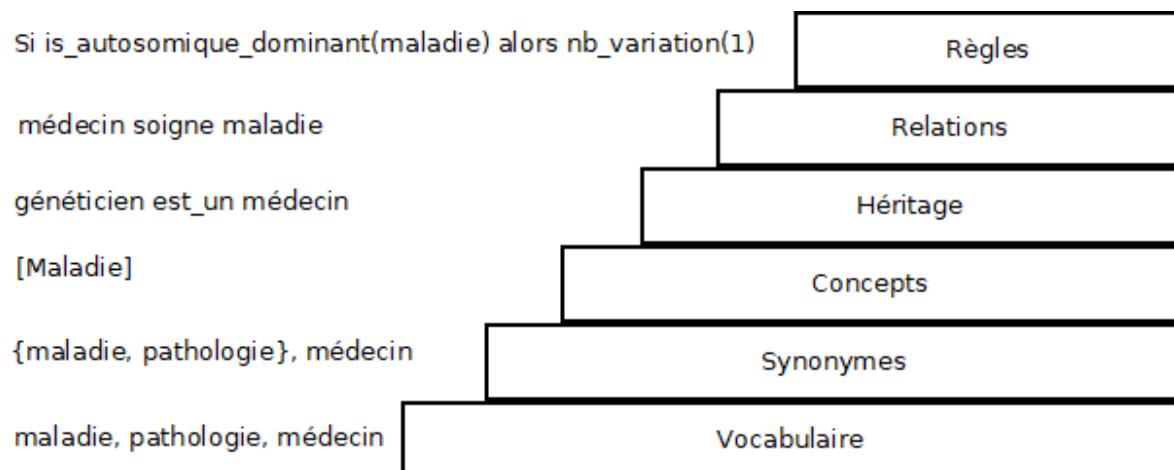 Si is_autosomique_dominant(maladie) alors nb_variation(1)
Règles
médecin soigne maladie
Relations
généticien est_un médecin
Héritage
[Maladie]
Concepts
{maladie, pathologie}, médecin
Synonymes
maladie, pathologie, médecin
Vocabulaire